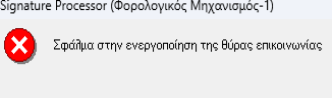 Signature Processor (Φορολογικός Μηχανισμός-1)
Σφάλμα στην ενεργοποίηση της θύρας επικοινωνίας